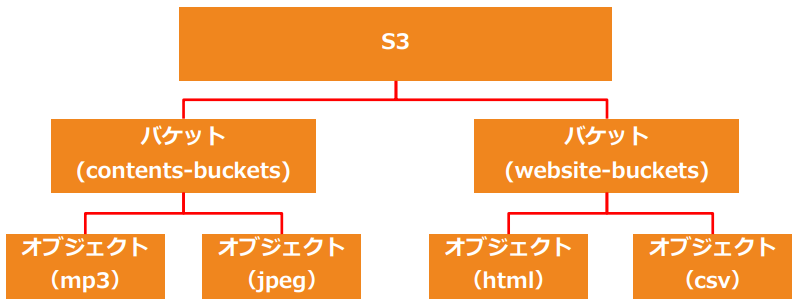 S3
バケット
(contents-buckets)
バケット
(website-buckets)
オブジェクト
(mp3)
オブジェクト
(jpeg)
オブジェクト
(html)
オブジェクト
(csv)